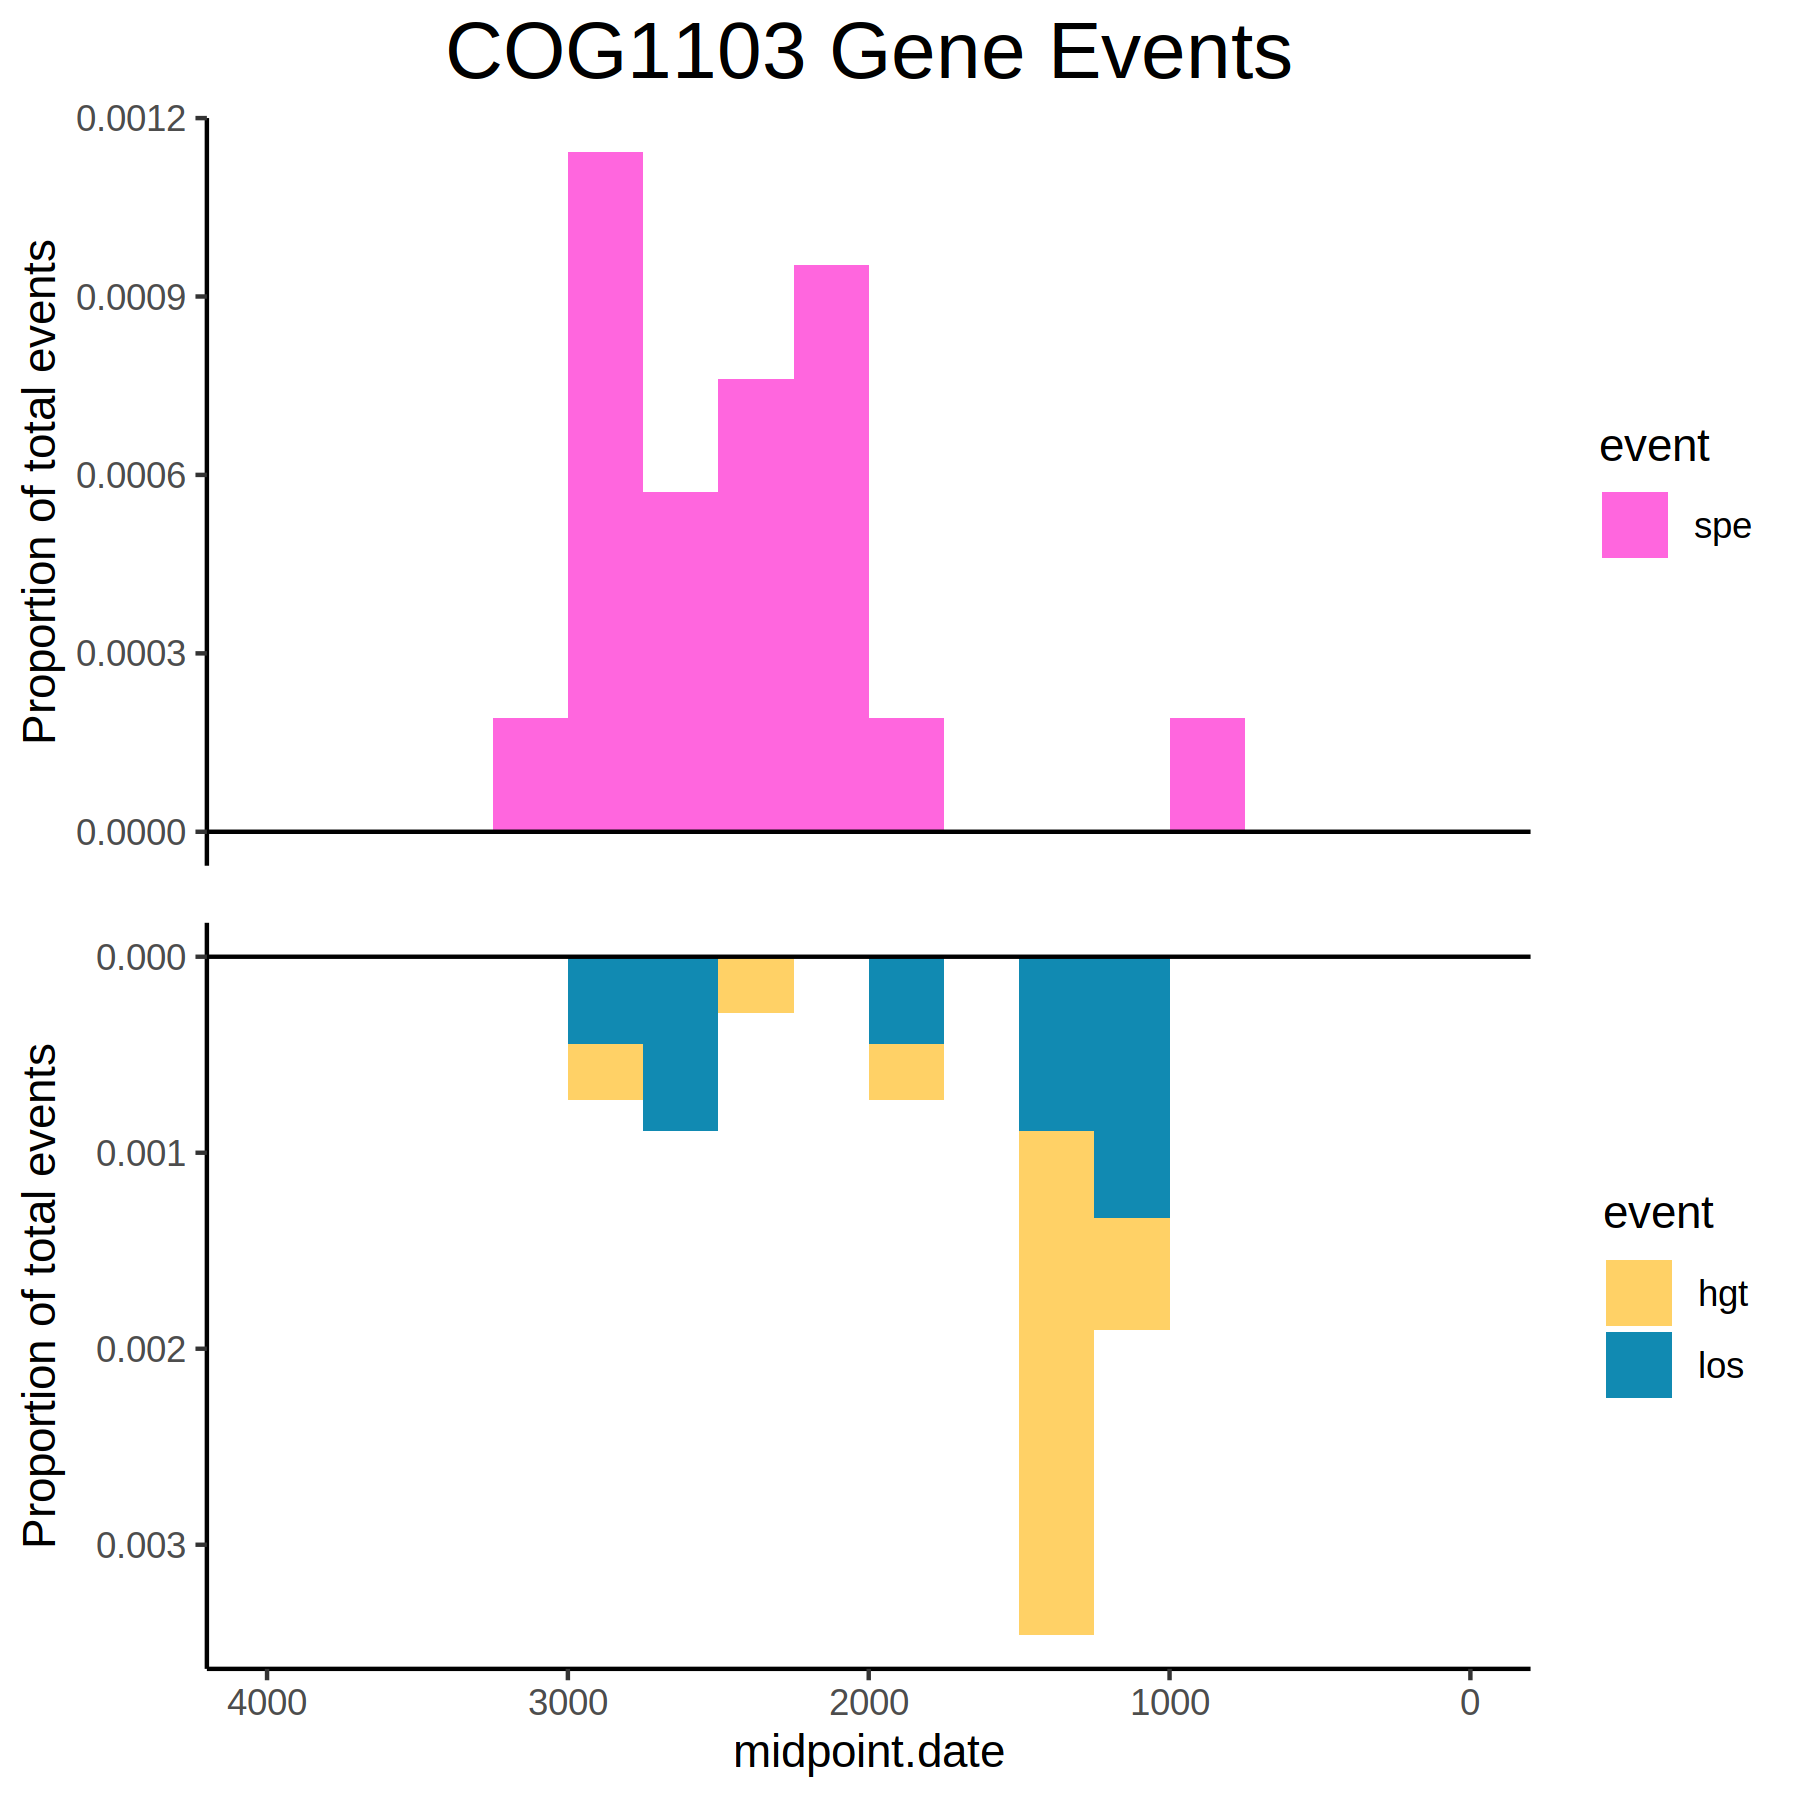 COG1103 Gene Events
0.0012
0.0009
0.0006
0.0003
0.0000
Proportion of total events
event
spe
0.000
0.001
0.002
0.003
Proportion of total events
event
hgt
los
4000 3000 2000 1000 0
midpoint.date